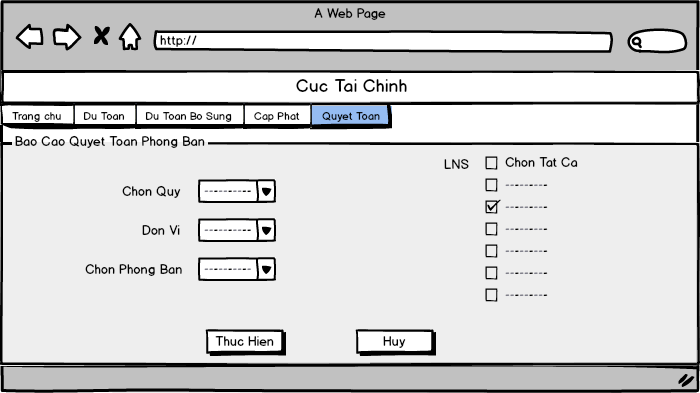 A Web Page
http://
Cuc Tai Chinh
Trang chu Du Toan Du Toan Bo Sung Cap Phat Quyet Toan
Bao Cao Quyet Toan Phong Ban
LNS Chon Tat Ca
Chon Quy
Don Vi
Chon Phong Ban
Thuc Hien Huy